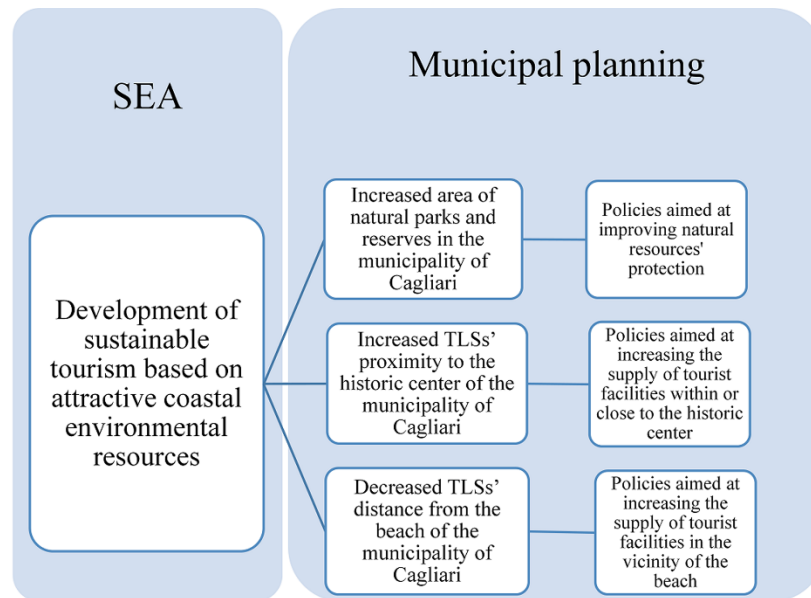 SEA
Municipal planning
Development of
sustainable
tourism based on
attractive coastal
environmental
resources
Increased area of
natural parks and
reserves in the
municipality of
Cagliari
Policies aimed at
improving natural
resources'
protection
Increased TLSs’
proximity to the
historic center of the
municipality of
Cagliari
Policies aimed at
increasing the
supply of tourist
facilities within or
close to the historic
center
Decreased TLSs’
distance from the
beach of the
municipality of
Cagliari
Policies aimed at
increasing the
supply of tourist
facilities in the
vicinity of the
beach